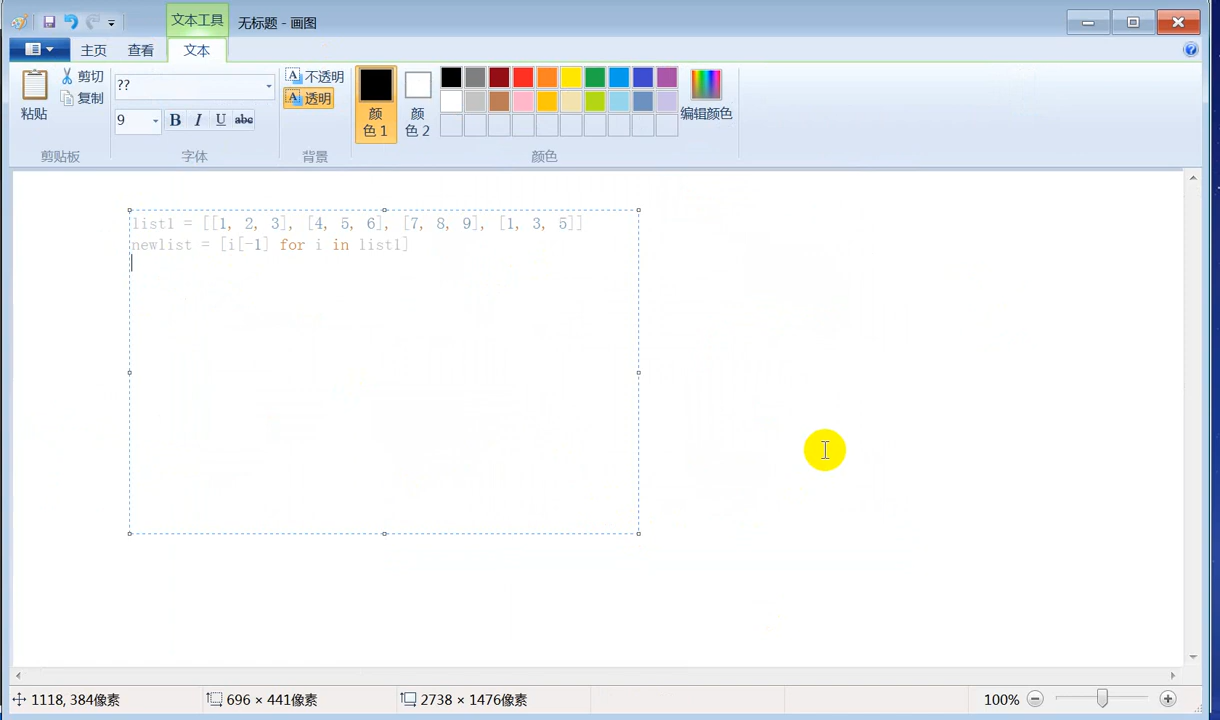 文本工具
无标题 - 画图
主页 查看 文本
粘贴
剪切
复制
剪贴板
??
9 B I U abc
字体
A 不透明
A 透明
背景
颜色 1
颜色 2
编辑颜色
颜色
list1 = [[1, 2, 3], [4, 5, 6], [7, 8, 9], [1, 3, 5]]
newlist = [i[-1] for i in list1]
1118, 384像素
696 × 441像素
2738 × 1476像素
100%